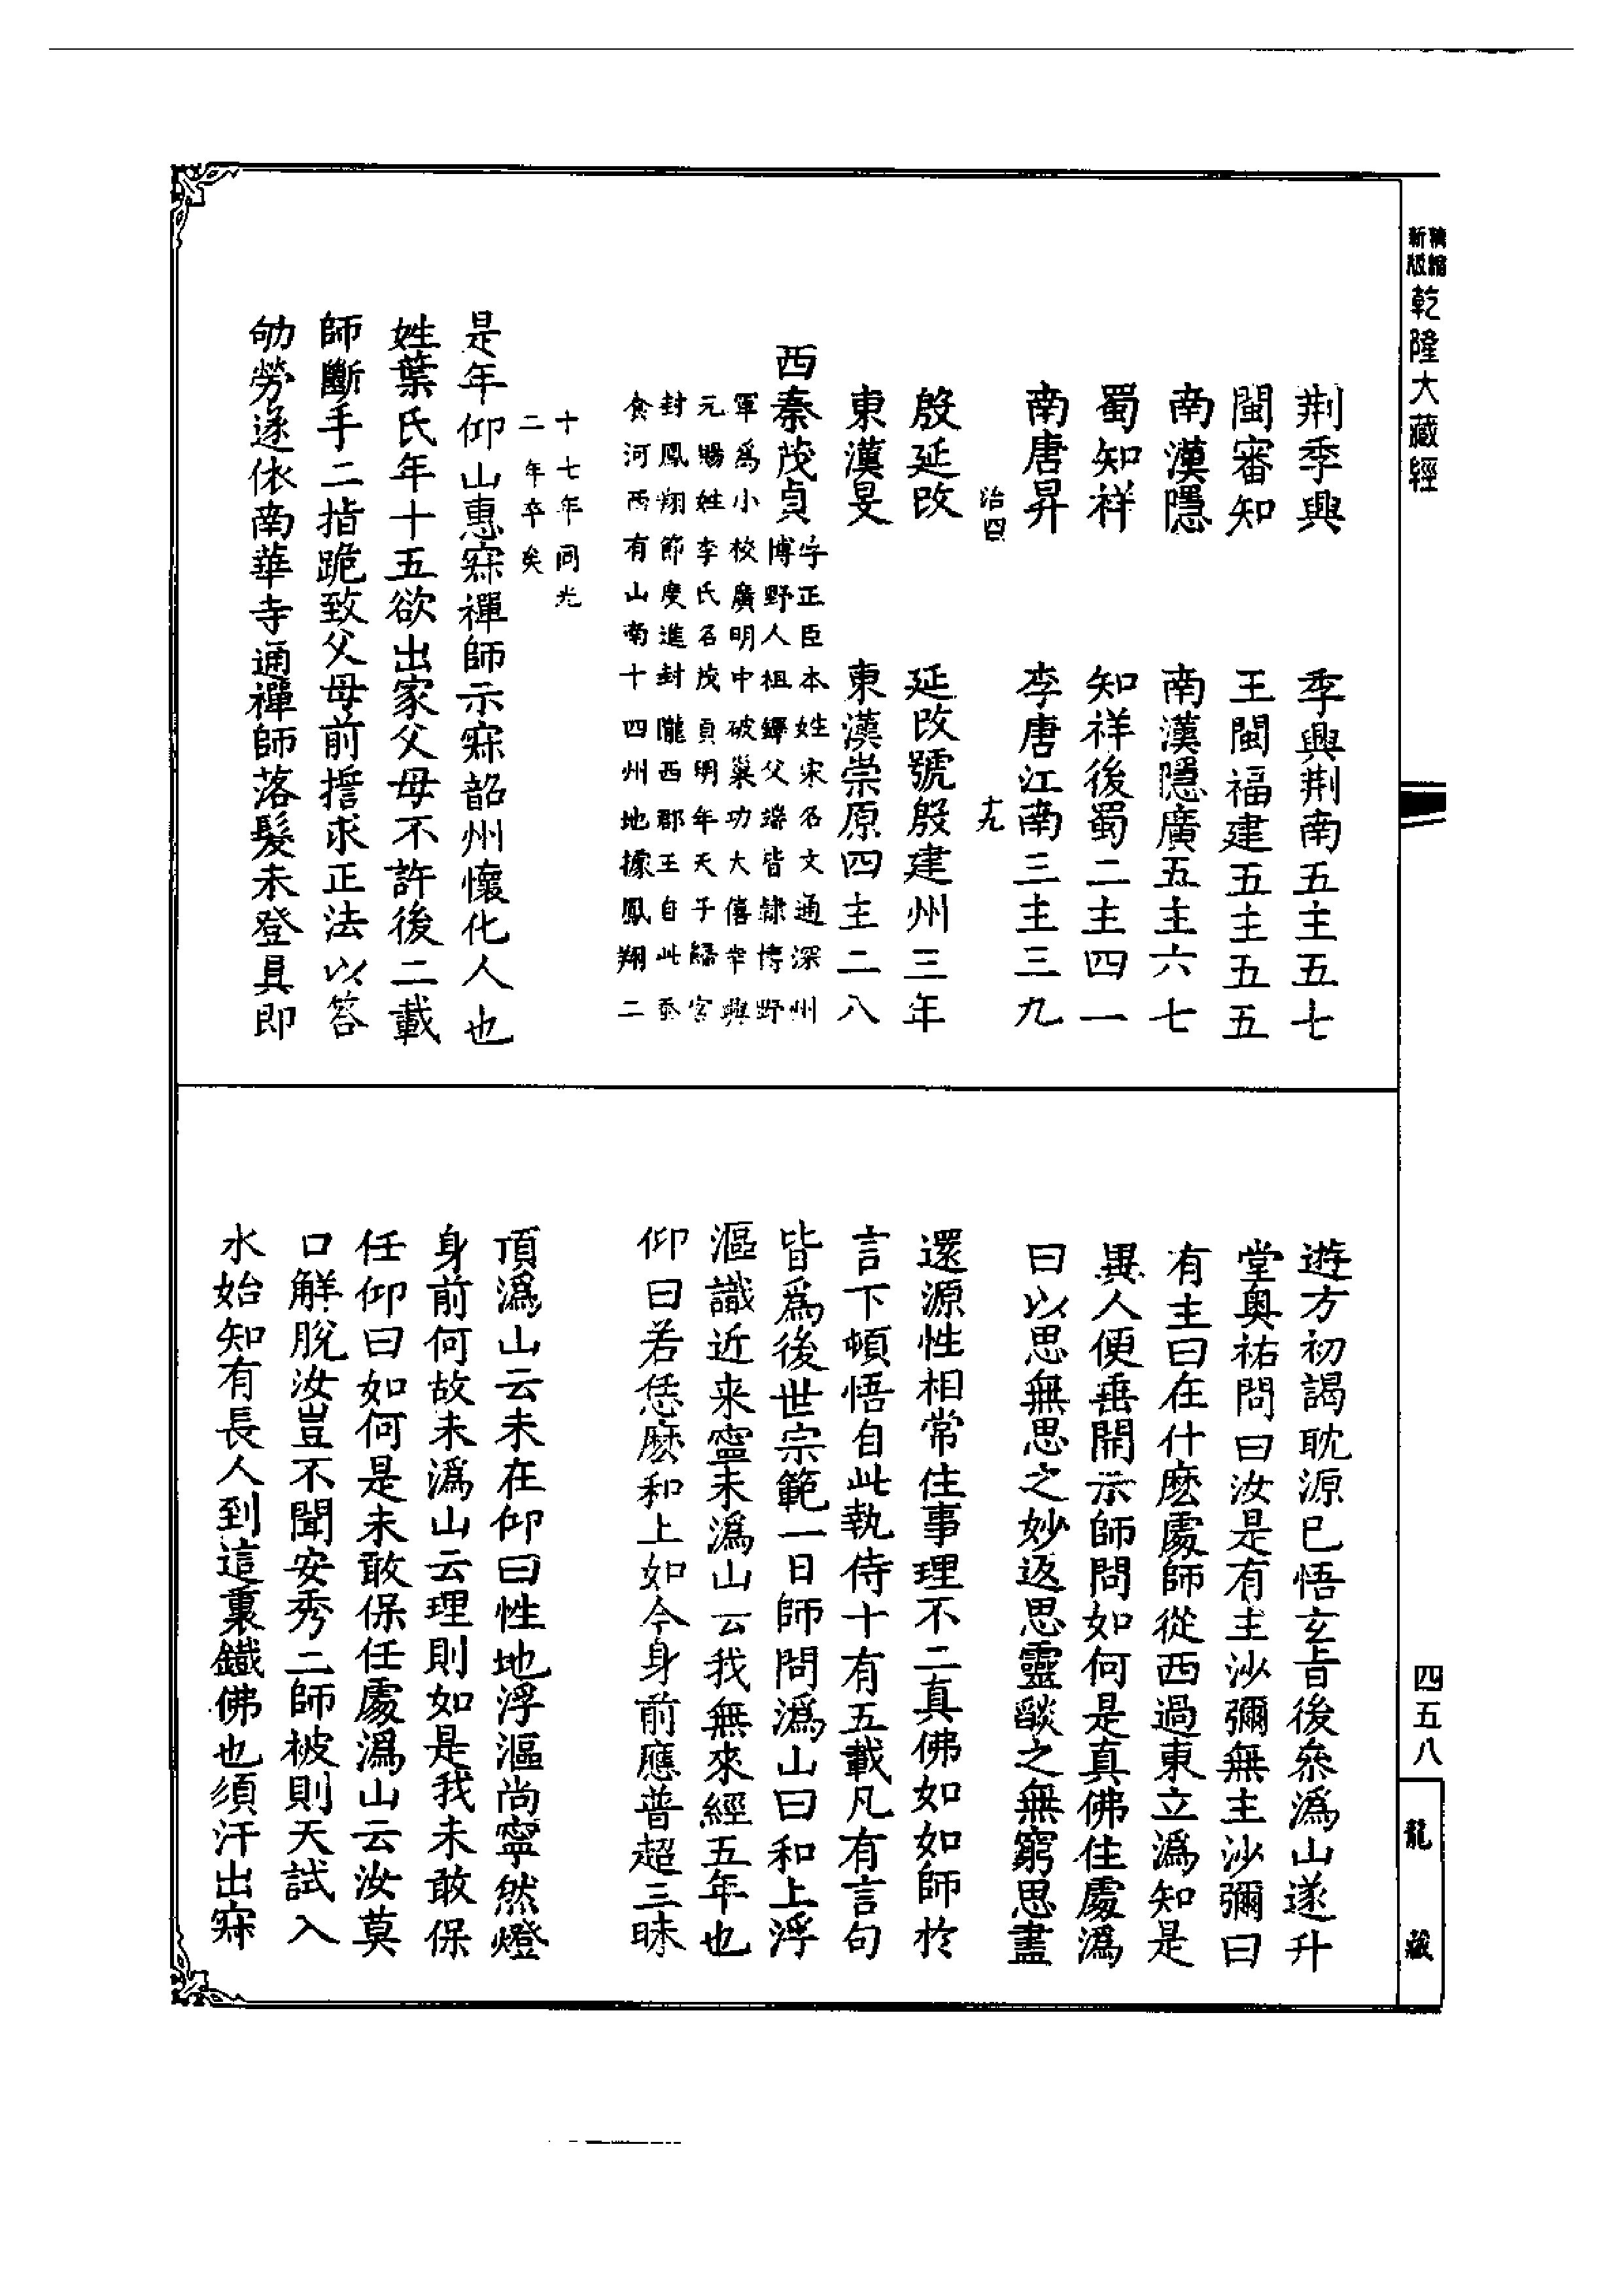 精縮新版 乾隆大藏經
荆季興 季興荆南五主五七
閩審知 王閩福建五主五五
南漢隱 南漢隱廣五主六七
蜀知祥 知祥後蜀二主四一
南唐昇 李唐江南三主三九
治四 十九
殷延改 延改號殷建州三年
東漢旻 東漢崇原四主二八
西秦茂貞 字正臣本姓宋名文通深州
博野人祖鐸父端皆隷博野
軍爲小校廣明中破巢功大僖幸興
元賜姓李氏名茂貞明年天子歸宮
封鳳翔節度進封隴西郡王自此蚕
食河西有山南十四州地據鳳翔二
十七年同光
二年卒矣
是年仰山惠寂禪師示寂韶州懷化人也
姓葉氏年十五欲出家父母不許後二載
師斷手二指跪致父母前誓求正法以答
劬勞遂依南華寺通禪師落髮未登具即
遊方初謁耽源已悟玄旨後叅溈山遂升
堂奧祐問曰汝是有主沙彌無主沙彌曰
有主曰在什麽處師從西過東立溈知是
異人便垂開示師問如何是真佛住處溈
曰以思無思之妙返思靈燄之無窮思盡
還源性相常住事理不二真佛如如師於
言下頓悟自此執侍十有五載凡有言句
皆爲後世宗範一日師問溈山曰和上浮
漚識近来寧未溈山云我無來經五年也
仰曰若恁麽和上如今身前應普超三昧
頂溈山云未在仰曰性地浮漚尚寧然燈
身前何故未溈山云理則如是我未敢保
任仰曰如何是未敢保任處溈山云汝莫
口解脫汝豈不聞安秀二師被則天試入
水始知有長人到這裏鐵佛也須汗出寂
四五八
龍藏